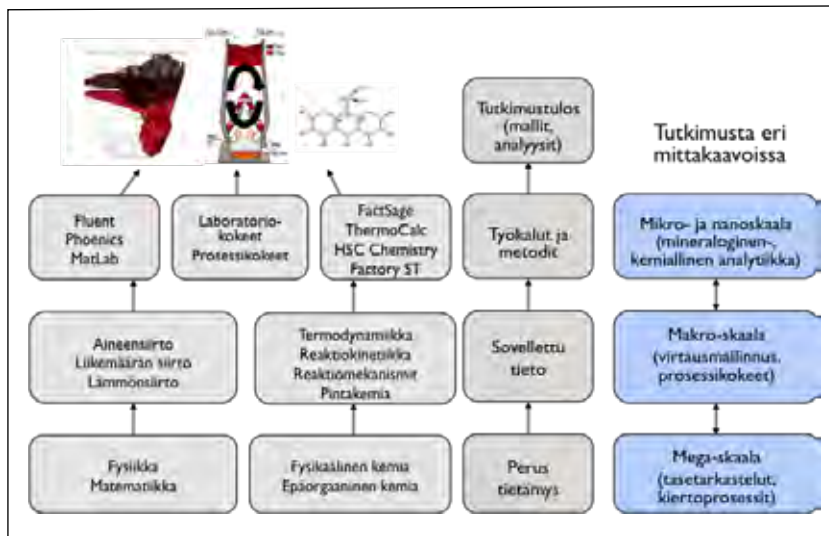 Tutkimustulos
(mallit,
analyysit)
Tutkimusta eri
mittakaavoissa
Fluent
Phoenics
MatLab
Laboratorio-
kokeet
Prosessikokeet
FactSage
ThermoCalc
HSC Chemistry
Factory ST
Työkalut ja
metodit
Mikro- ja nanoskaala
(mineraloginen-,
kemiallinen analytiikka)
Aineensiirto
Liikemäärän siirto
Lämmönsiirto
Termodynamiikka
Reaktiokinetiikka
Reaktiomekanismit
Pintakemia
Sovellettu
tieto
Makro-skaala
(virtausmallinnus,
prosessikokeet)
Fysiikka
Matematiikka
Fysikaalinen kemia
Epäorgaaninen kemia
Perus
tietämys
Mega-skaala
(tasetarkastelut,
kiertoprosessit)